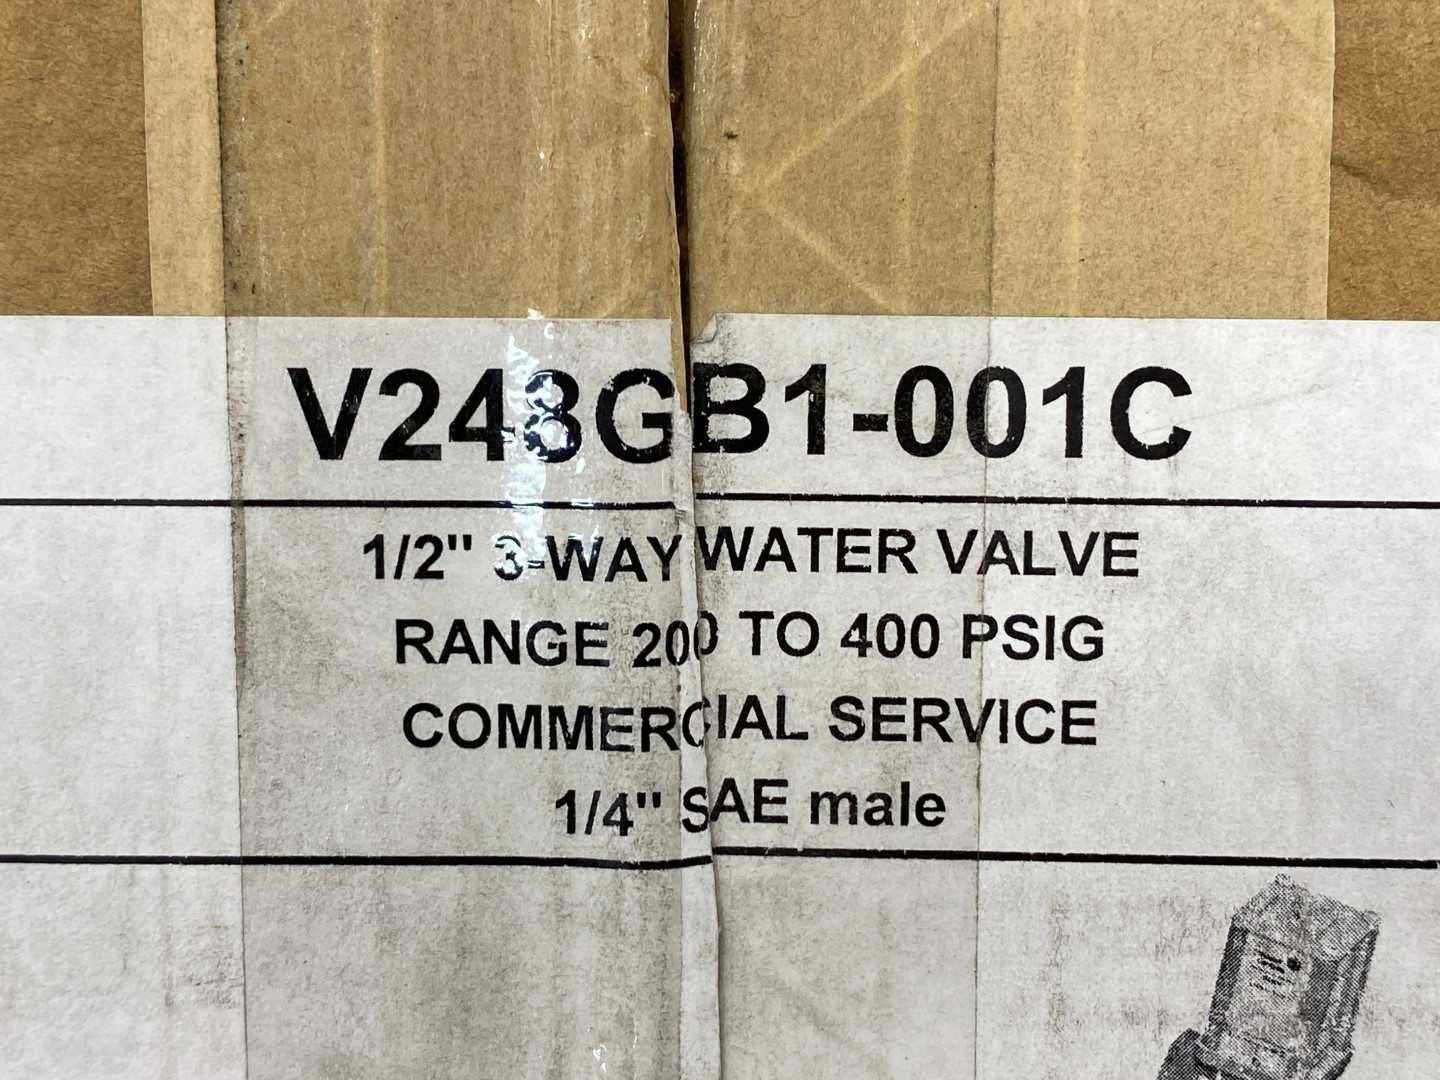 V248GB1-001C
1/2" 3-WAY WATER VALVE
RANGE 200 TO 400 PSIG
COMMERCIAL SERVICE
1/4" SAE male